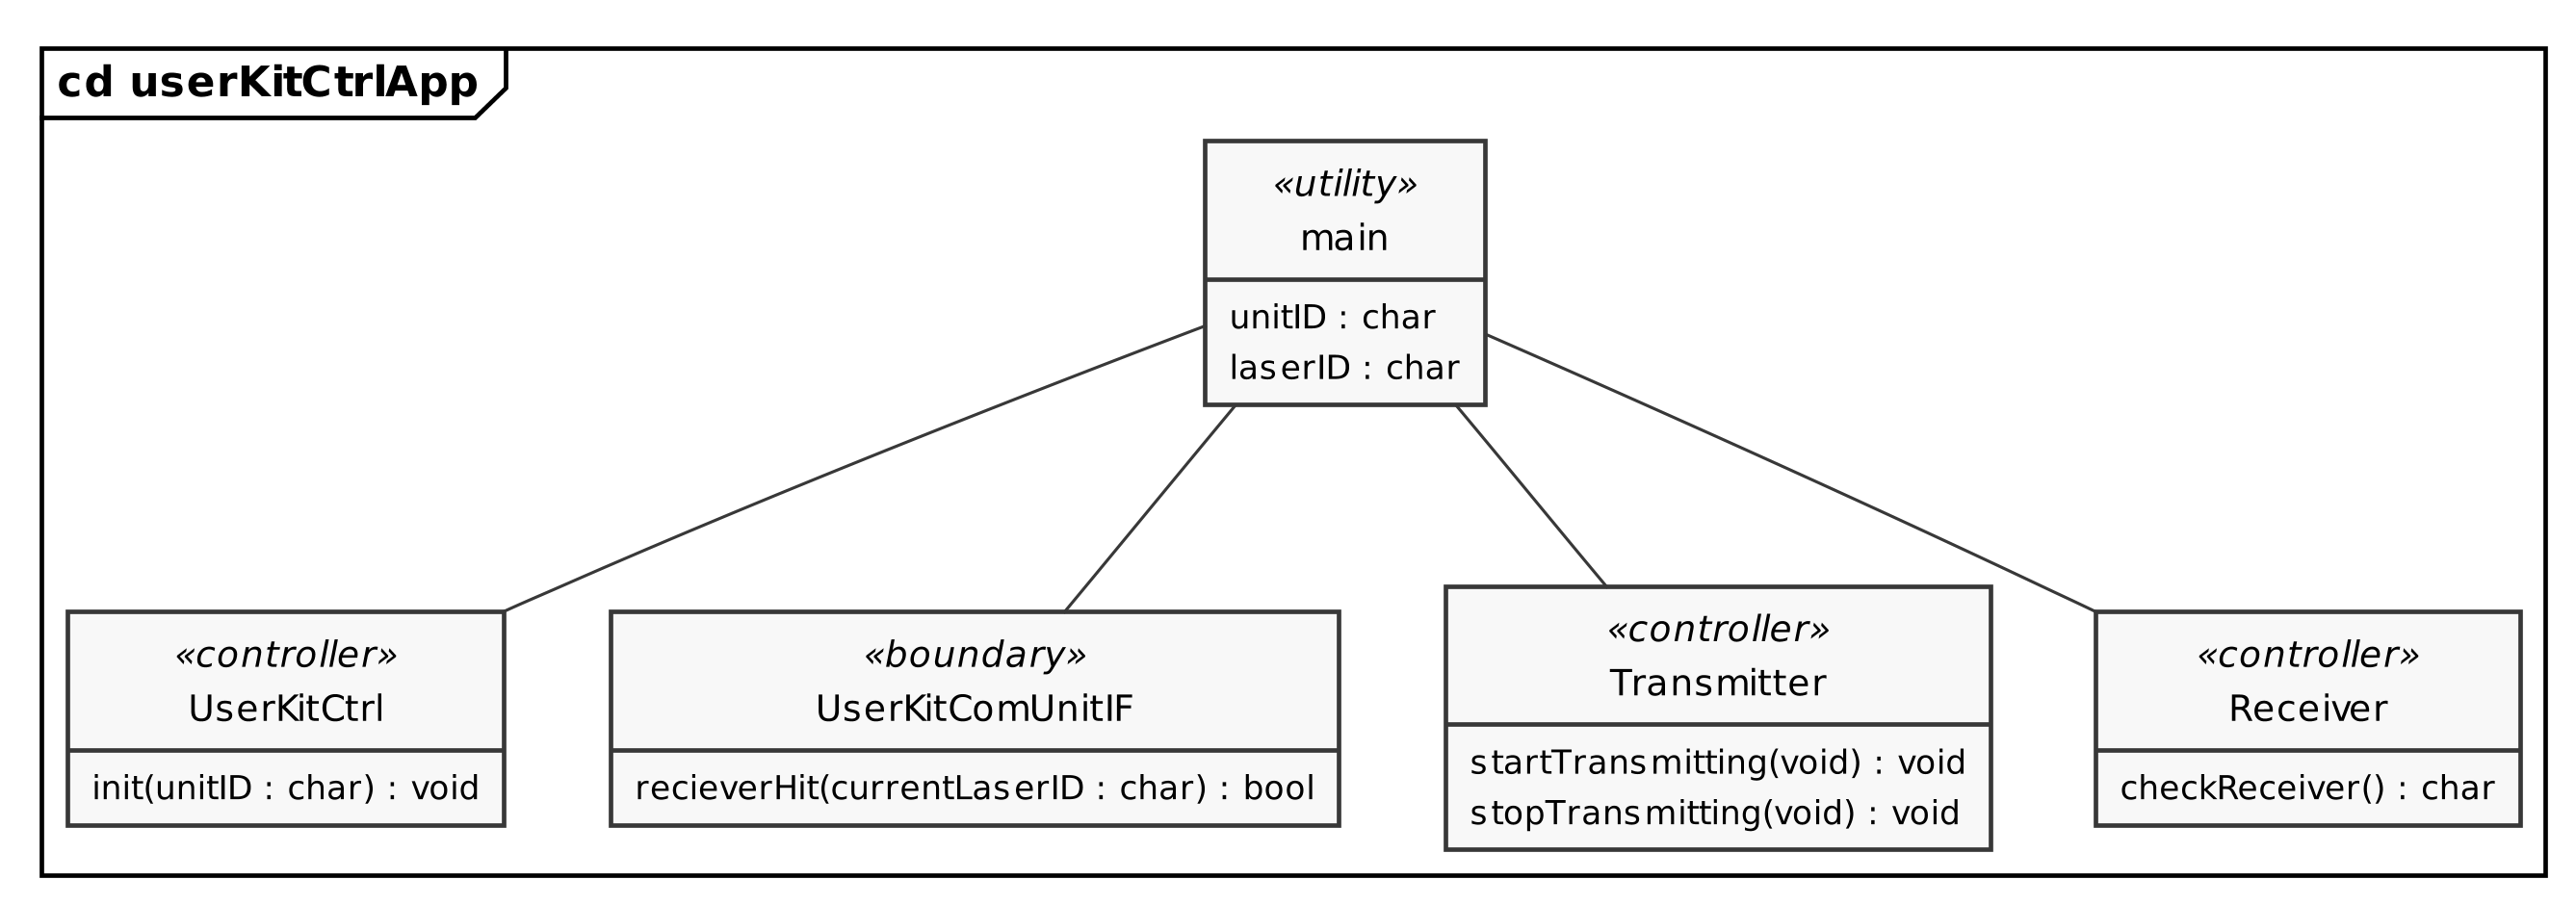 cd userKitCtrlApp
«utility»
main
unitID : char
laserID : char
«controller»
UserKitCtrl
init(unitID : char) : void
«boundary»
UserKitComUnitIF
recieverHit(currentLaserID : char) : bool
«controller»
Transmitter
startTransmitting(void) : void
stopTransmitting(void) : void
«controller»
Receiver
checkReceiver() : char